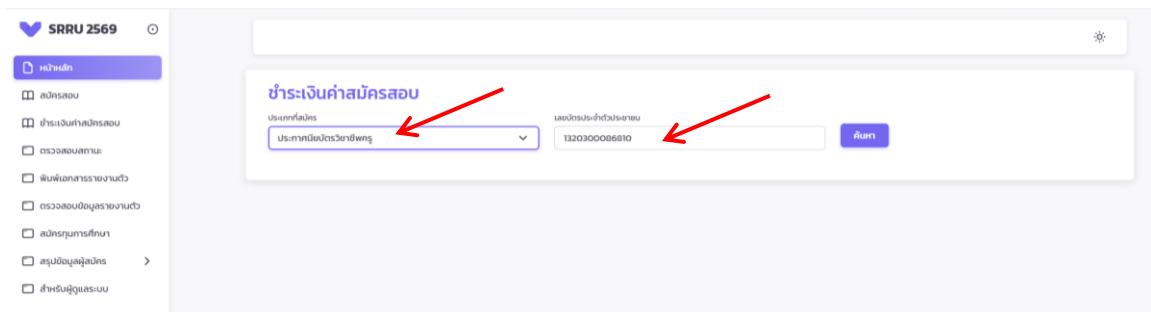 SRRU 2569
หน้าหลัก
สมัครสอบ
ชำระเงินค่าสมัครสอบ
ตรวจสอบสถานะ
พิมพ์เอกสารรายงานตัว
ตรวจสอบข้อมูลรายงานตัว
สมัครทุนการศึกษา
สรุปข้อมูลผู้สมัคร
สำหรับผู้ดูแลระบบ
ชำระเงินค่าสมัครสอบ
ประเภทที่สมัคร
ประกาศนียบัตรวิชาชีพครู
เลขบัตรประจำตัวประชาชน
1320300086810
ค้นหา